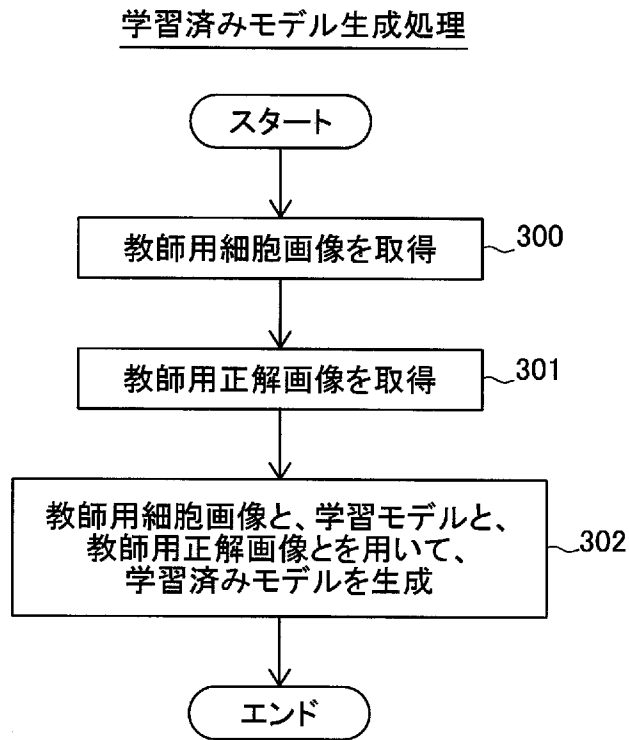 学習済みモデル生成処理
スタート
教師用細胞画像を取得
300
教師用正解画像を取得
301
教師用細胞画像と、学習モデルと、
教師用正解画像とを用いて、
学習済みモデルを生成
302
エンド